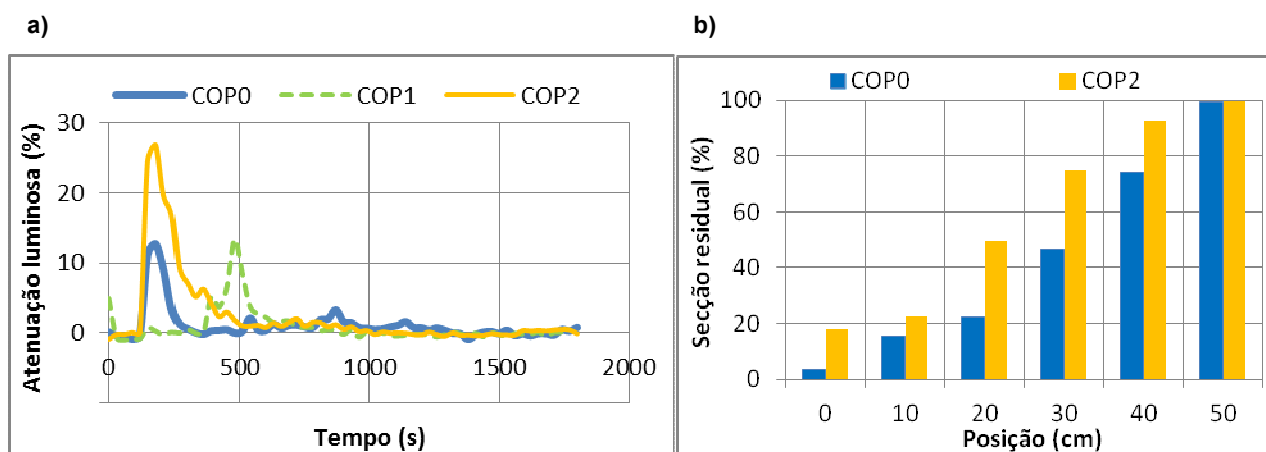 a)
COP0 COP1 COP2
Atenuação luminosa (%)
30
20
10
0
0 500 1000 1500 2000
Tempo (s)
b)
COP0 COP2
Secção residual (%)
100
80
60
40
20
0
0 10 20 30 40 50
Posição (cm)